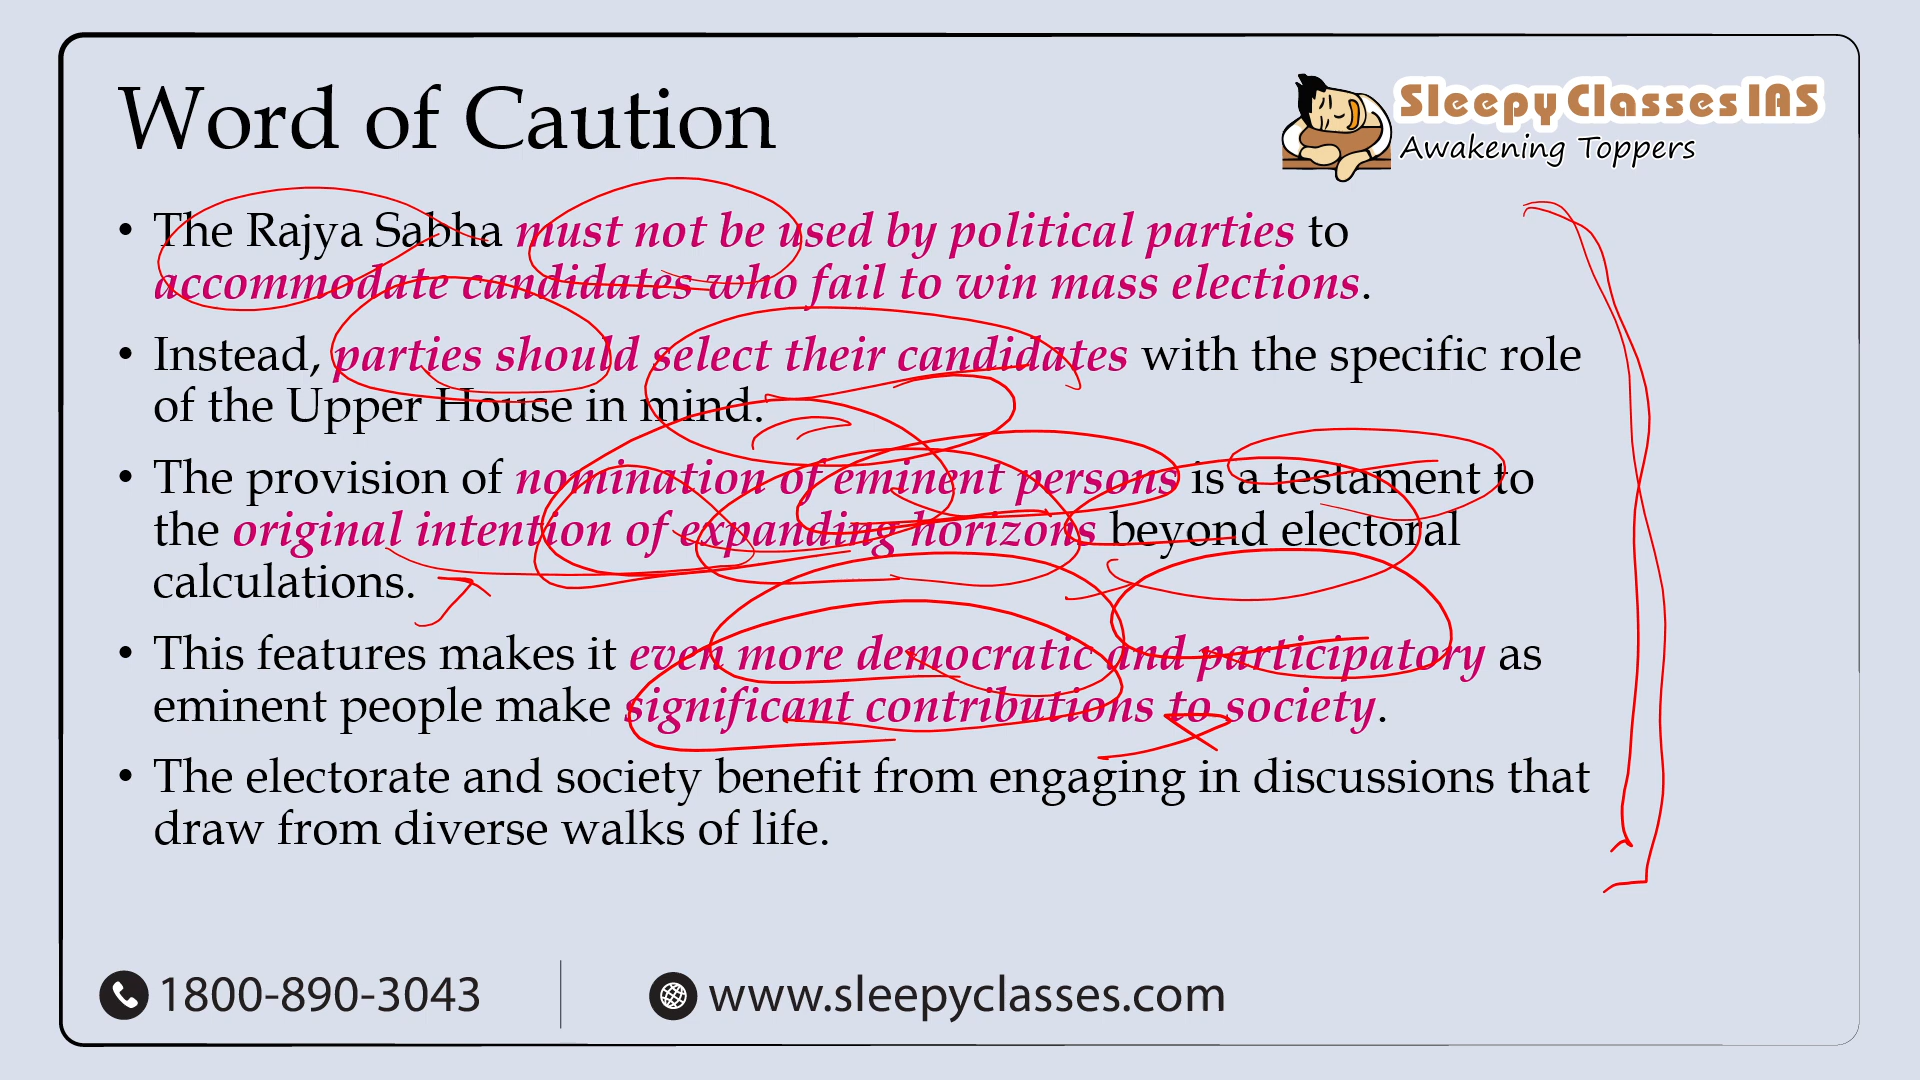 Word of Caution
Sleepy Classes IAS
Awakening Toppers
• The Rajya Sabha must not be used by political parties to
accommodate candidates who fail to win mass elections.
• Instead, parties should select their candidates with the specific role
of the Upper House in mind.
• The provision of nomination of eminent persons is a testament to
the original intention of expanding horizons beyond electoral
calculations.
• This features makes it even more democratic and participatory as
eminent people make significant contributions to society.
• The electorate and society benefit from engaging in discussions that
draw from diverse walks of life.
1800-890-3043
www.sleepyclasses.com